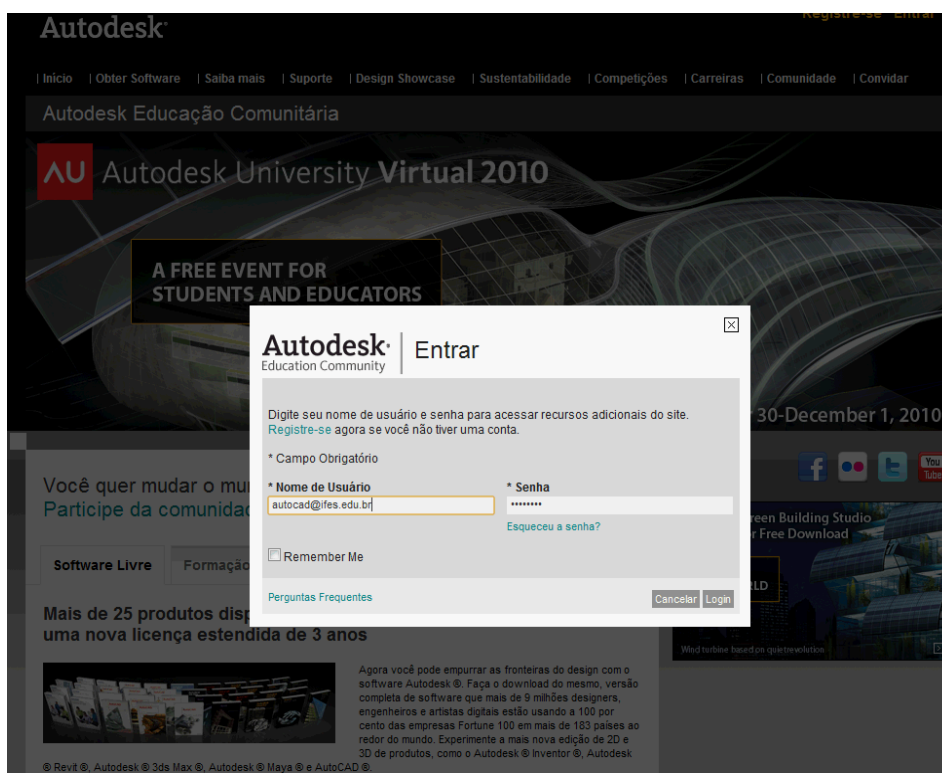 Registre-se Entrar
Autodesk
| Início | Obter Software | Saiba mais | Suporte | Design Showcase | Sustentabilidade | Competições | Carreiras | Comunidade | Convidar
Autodesk Educação Comunitária
AU Autodesk University Virtual 2010
A FREE EVENT FOR
STUDENTS AND EDUCATORS
30-December 1, 2010
Autodesk Education Community | Entrar
Digite seu nome de usuário e senha para acessar recursos adicionais do site.
Registre-se agora se você não tiver uma conta.
* Campo Obrigatório
* Nome de Usuário * Senha
autocad@ifes.edu.br ••••••••
Esqueceu a senha?
Remember Me
Perguntas Frequentes Cancelar Login
You
Tube
Você quer mudar o mu
Participe da comunidad
een Building Studio
r Free Download
RLD
Wind turbine based on quietrevolution
Software Livre Formação
Mais de 25 produtos disp
uma nova licença estendida de 3 anos
Agora você pode empurrar as fronteiras do design com o
software Autodesk ®. Faça o download do mesmo, versão
completa de software que mais de 9 milhões designers,
engenheiros e artistas digitais estão usando a 100 por
cento das empresas Fortune 100 em mais de 183 países ao
redor do mundo. Experimente a mais nova edição de 2D e
3D de produtos, como o Autodesk ® Inventor ®, Autodesk
® Revit ®, Autodesk ® 3ds Max ®, Autodesk ® Maya ® e AutoCAD ®.